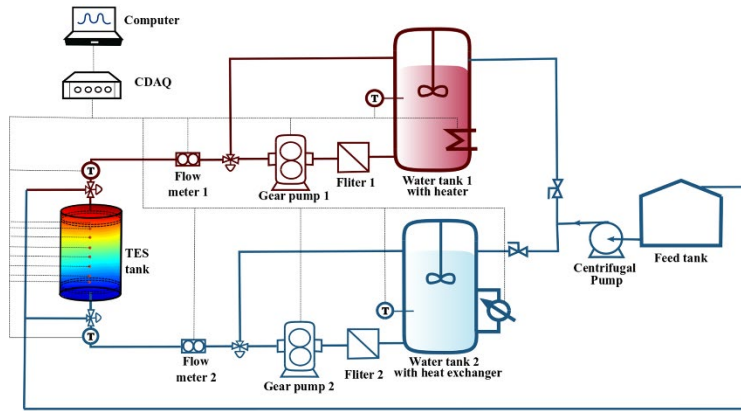 Computer
CDAQ
T
T
Flow
meter 1
Gear pump 1
Fliter 1
Water tank 1
with heater
TES
tank
Centrifugal
Pump
Feed tank
T
T
Flow
meter 2
Gear pump 2
Fliter 2
Water tank 2
with heat exchanger